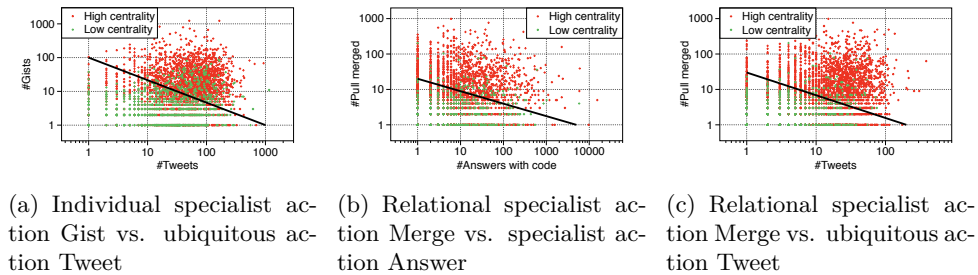 High centrality
Low centrality
#Gists
1000
100
10
1
1
10
100
1000
#Tweets
High centrality
Low centrality
#Pull merged
1000
100
10
1
1
10
100
1000
10000
#Answers with code
High centrality
Low centrality
#Pull merged
1000
100
10
1
1
10
100
#Tweets
(a) Individual specialist ac-
tion Gist vs. ubiquitous ac-
tion Tweet
(b) Relational specialist ac-
tion Merge vs. specialist ac-
tion Answer
(c) Relational specialist ac-
tion Merge vs. ubiquitous ac-
tion Tweet